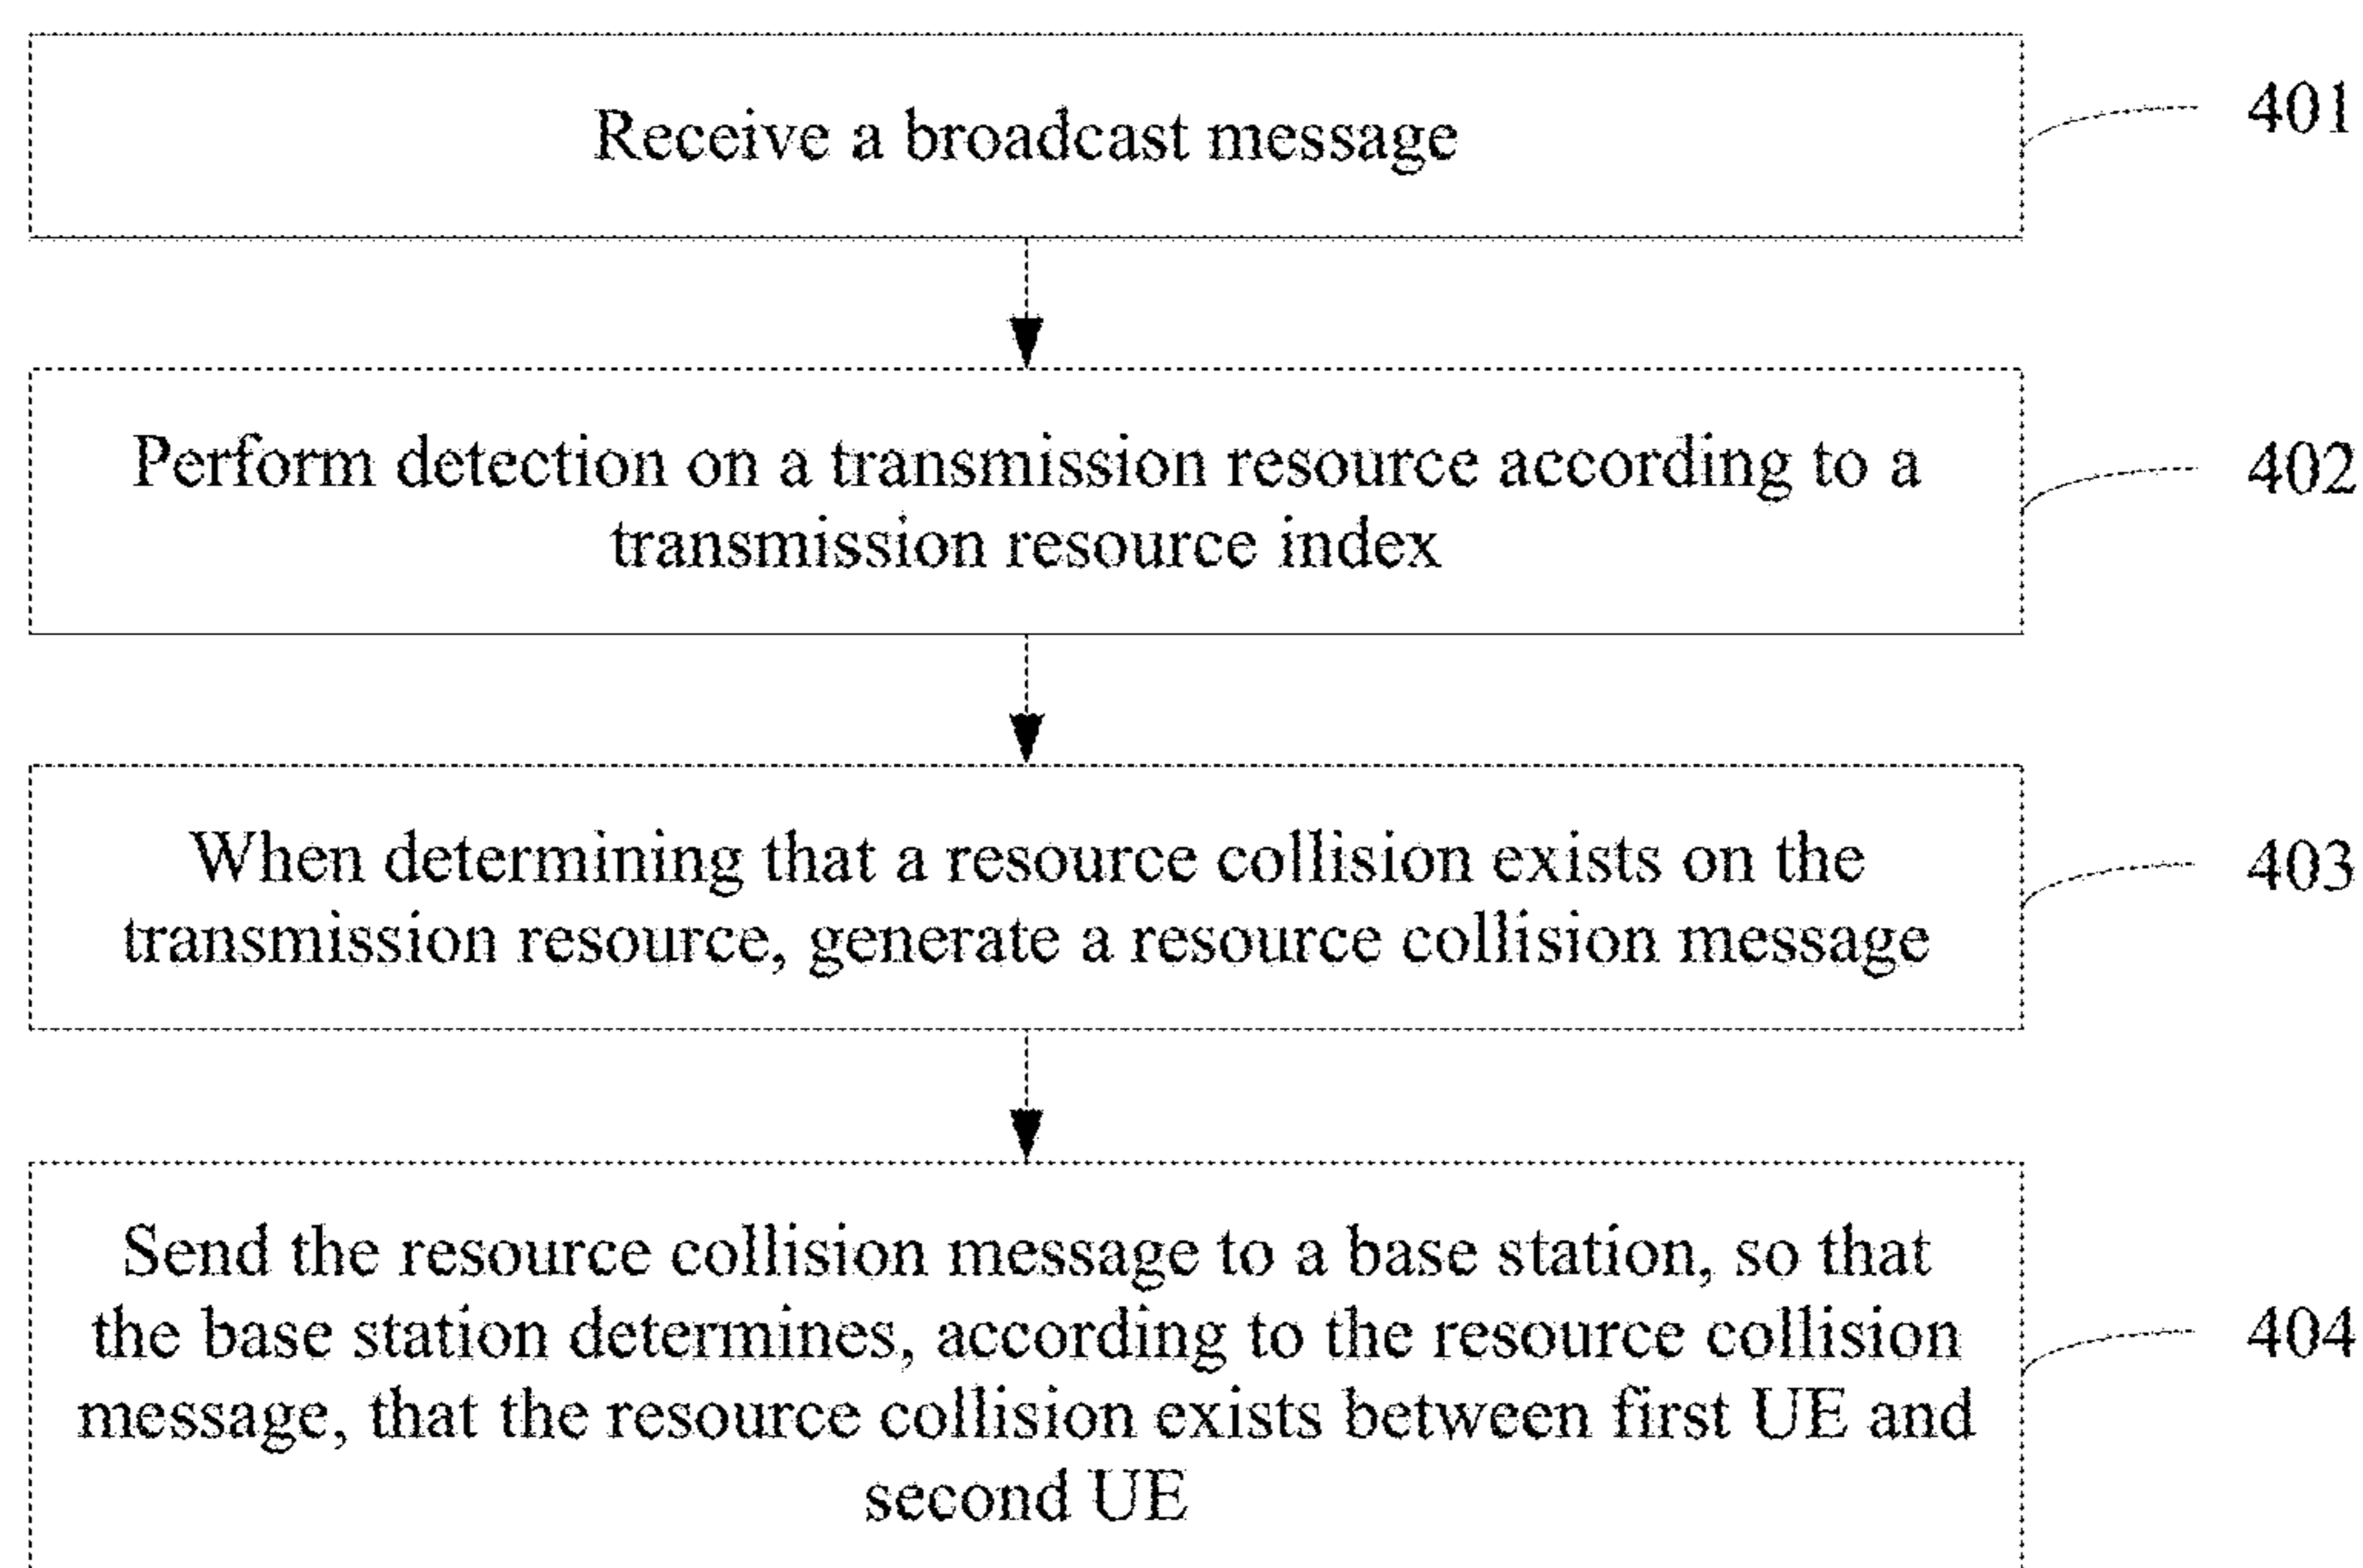 Receive a broadcast message
401
Perform detection on a transmission resource according to a
transmission resource index
402
When determining that a resource collision exists on the
transmission resource, generate a resource collision message
403
Send the resource collision message to a base station, so that
the base station determines, according to the resource collision
message, that the resource collision exists between first UE and
second UE
404